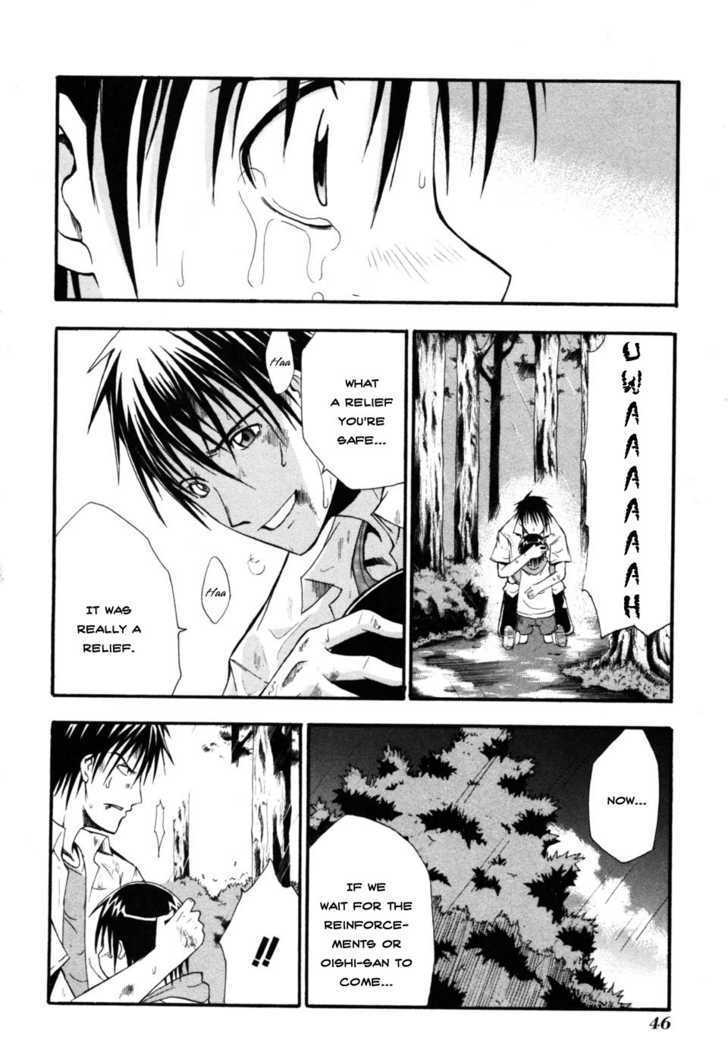 UWAAAAAAAH
Haa
WHAT
A RELIEF
YOU'RE
SAFE...
Haa
IT WAS
REALLY A
RELIEF.
NOW...
IF WE
WAIT FOR THE
REINFORCE-
MENTS OR
OISHI-SAN TO
COME...
!!
46